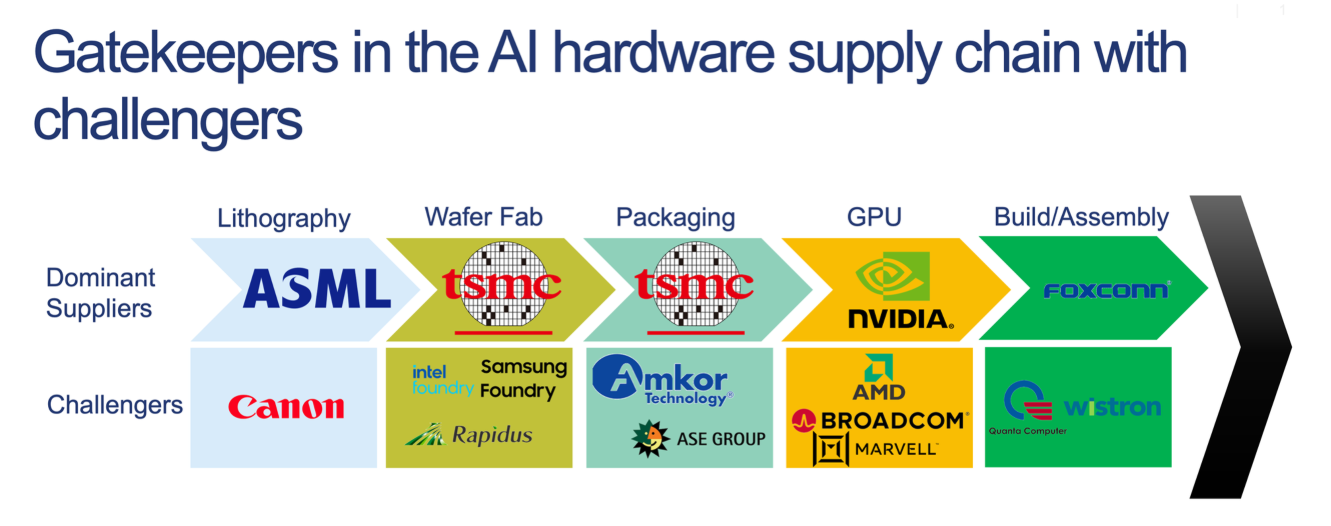 Gatekeepers in the AI hardware supply chain with
challengers
Lithography
Wafer Fab
Packaging
GPU
Build/Assembly
Dominant
Suppliers
ASML
tsmc
tsmc
NVIDIA.
FOXCONN
Challengers
Canon
intel
foundry
Samsung
Foundry
Rapidus
Amkor
Technology®
ASE GROUP
AMD
BROADCOM®
MARVELL™
Quanta Computer
wistron